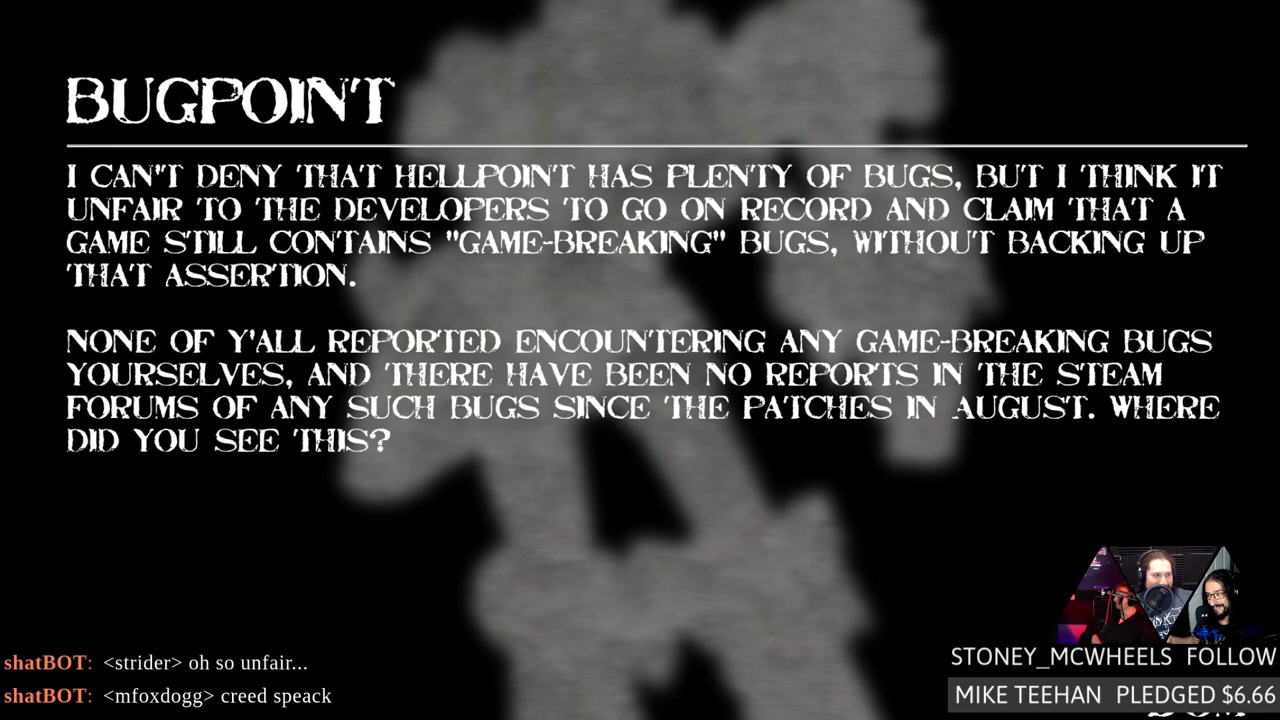 BUGPOINT
I CAN'T DENY THAT HELLPOINT HAS PLENTY OF BUGS, BUT I THINK IT
UNFAIR TO THE DEVELOPERS TO GO ON RECORD AND CLAIM THAT A
GAME STILL CONTAINS "GAME-BREAKING" BUGS, WITHOUT BACKING UP
THAT ASSERTION.
NONE OF Y'ALL REPORTED ENCOUNTERING ANY GAME-BREAKING BUGS
YOURSELVES, AND THERE HAVE BEEN NO REPORTS IN THE STEAM
FORUMS OF ANY SUCH BUGS SINCE THE PATCHES IN AUGUST. WHERE
DID YOU SEE THIS?
shatBOT: <strider> oh so unfair...
shatBOT: <mfoxdogg> creed speack
STONEY_MCWHEELS FOLLOW
MIKE TEEHAN PLEDGED $6.66